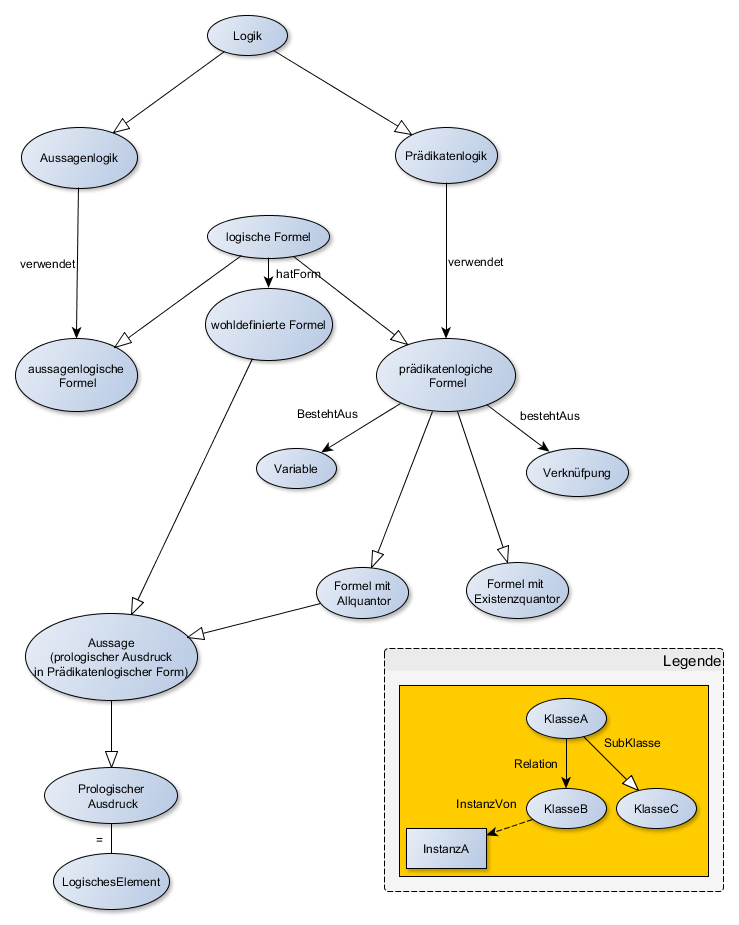 Logik
Aussagenlogik
Prädikatenlogik
logische Formel
verwendet
hatForm
verwendet
wohldefinierte Formel
aussagenlogische
Formel
prädikatenlogiche
Formel
BestehtAus
bestehtAus
Variable
Verknüfpung
Formel mit
Allquantor
Formel mit
Existenzquantor
Aussage
(prologischer Ausdruck
in Prädikatenlogischer Form)
Prologischer
Ausdruck
=
LogischesElement
Legende
KlasseA
SubKlasse
Relation
InstanzVon
KlasseB
KlasseC
InstanzA